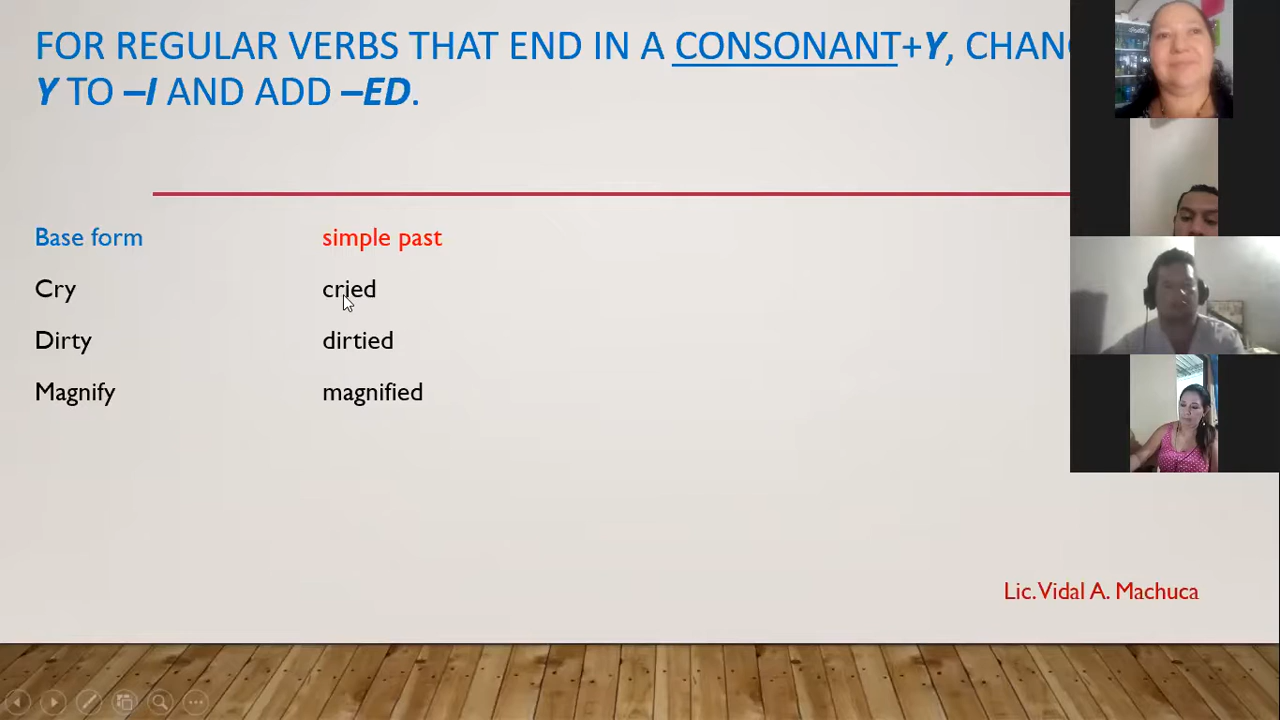 FOR REGULAR VERBS THAT END IN A CONSONANT+Y,
Y TO –I AND ADD –ED.
Base form simple past
Cry cried
Dirty dirtied
Magnify magnified
Lic. Vidal A. Machuca